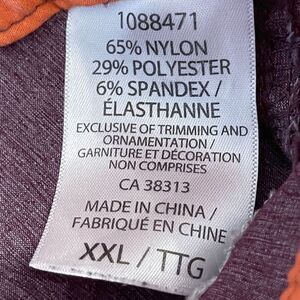 1088471
65% NYLON
29% POLYESTER
6% SPANDEX /
ÉLASTHANNE
EXCLUSIVE OF TRIMMING AND
ORNAMENTATION /
GARNITURE ET DÉCORATION
NON COMPRISES
CA 38313
MADE IN CHINA /
FABRIQUÉ EN CHINE
XXL / TTG